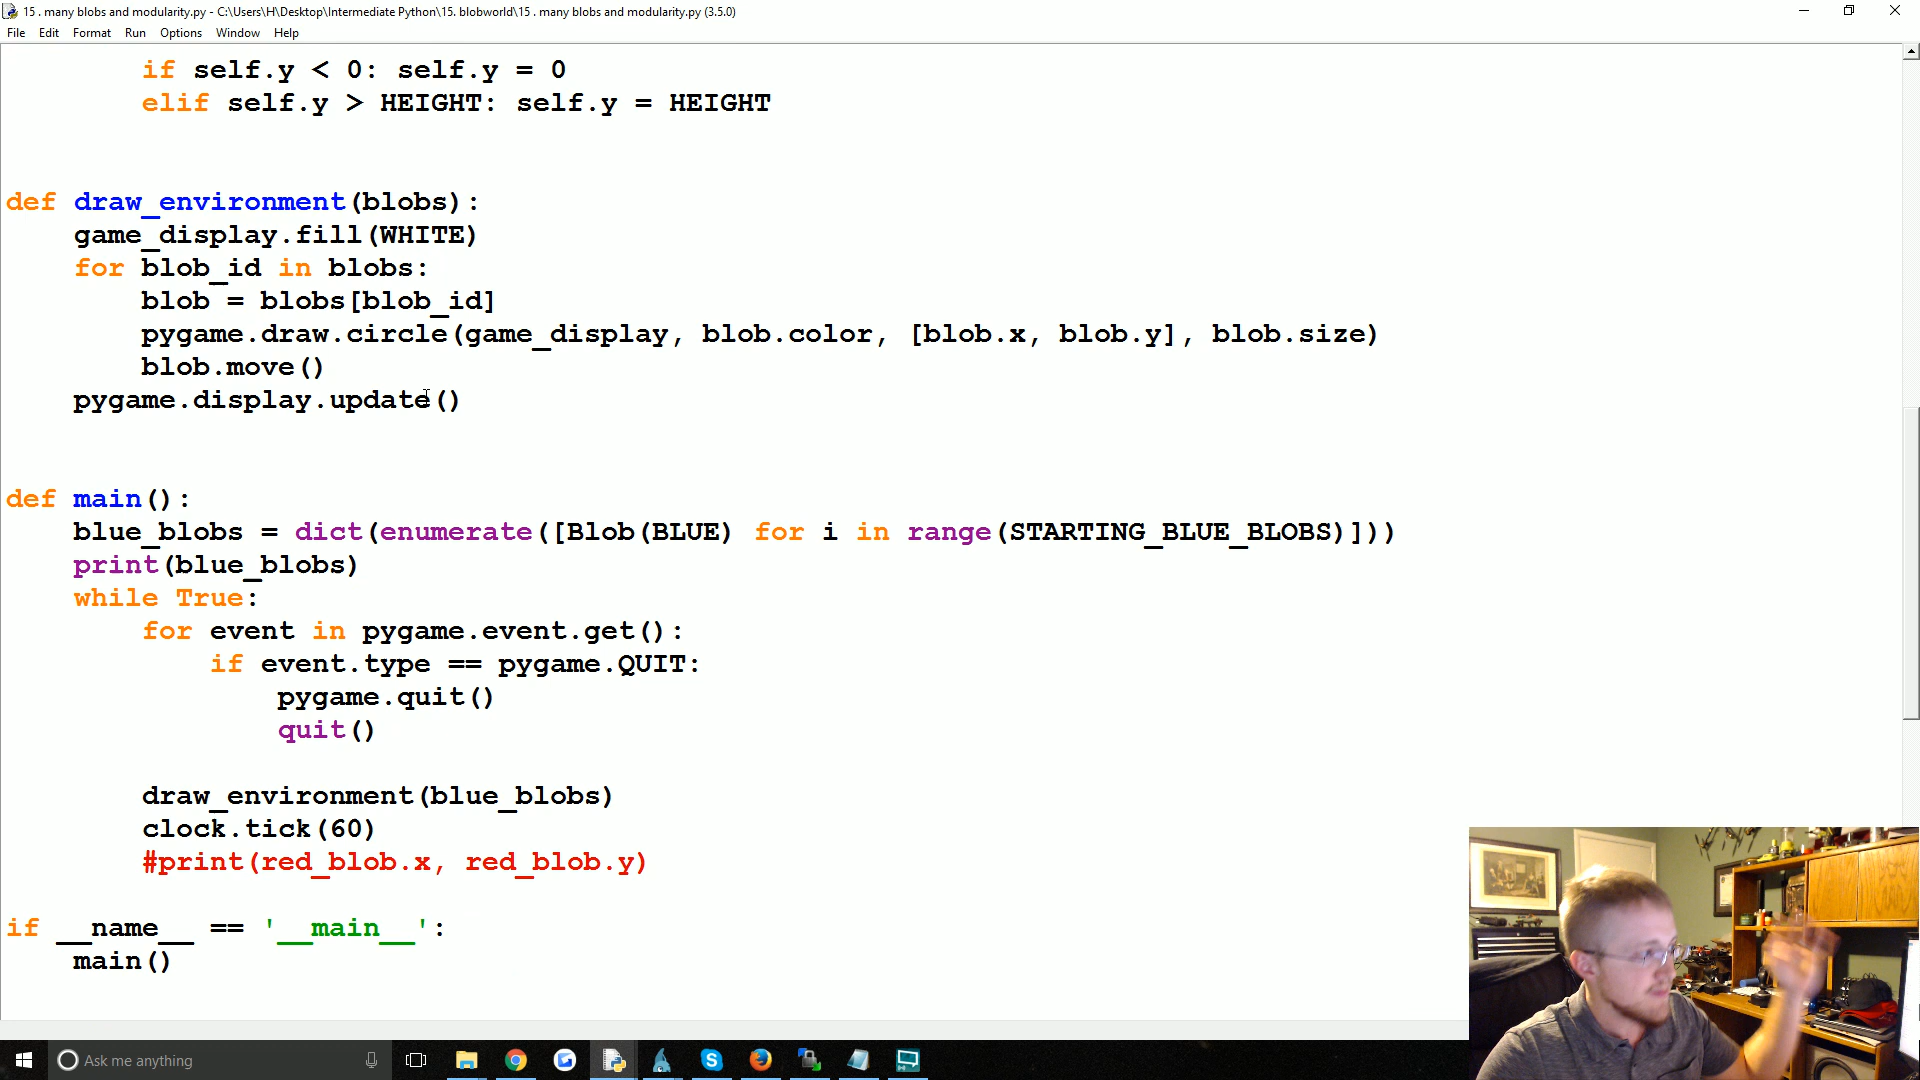 15 . many blobs and modularity.py - C:\Users\H\Desktop\Intermediate Python\15. blobworld\15 . many blobs and modularity.py (3.5.0)
File Edit Format Run Options Window Help
if self.y < 0: self.y = 0
elif self.y > HEIGHT: self.y = HEIGHT
def draw_environment(blobs):
game_display.fill(WHITE)
for blob_id in blobs:
blob = blobs[blob_id]
pygame.draw.circle(game_display, blob.color, [blob.x, blob.y], blob.size)
blob.move()
pygame.display.update()
def main():
blue_blobs = dict(enumerate([Blob(BLUE) for i in range(STARTING_BLUE_BLOBS)]))
print(blue_blobs)
while True:
for event in pygame.event.get():
if event.type == pygame.QUIT:
pygame.quit()
quit()
draw_environment(blue_blobs)
clock.tick(60)
#print(red_blob.x, red_blob.y)
if __name__ == '__main__':
main()
Ask me anything